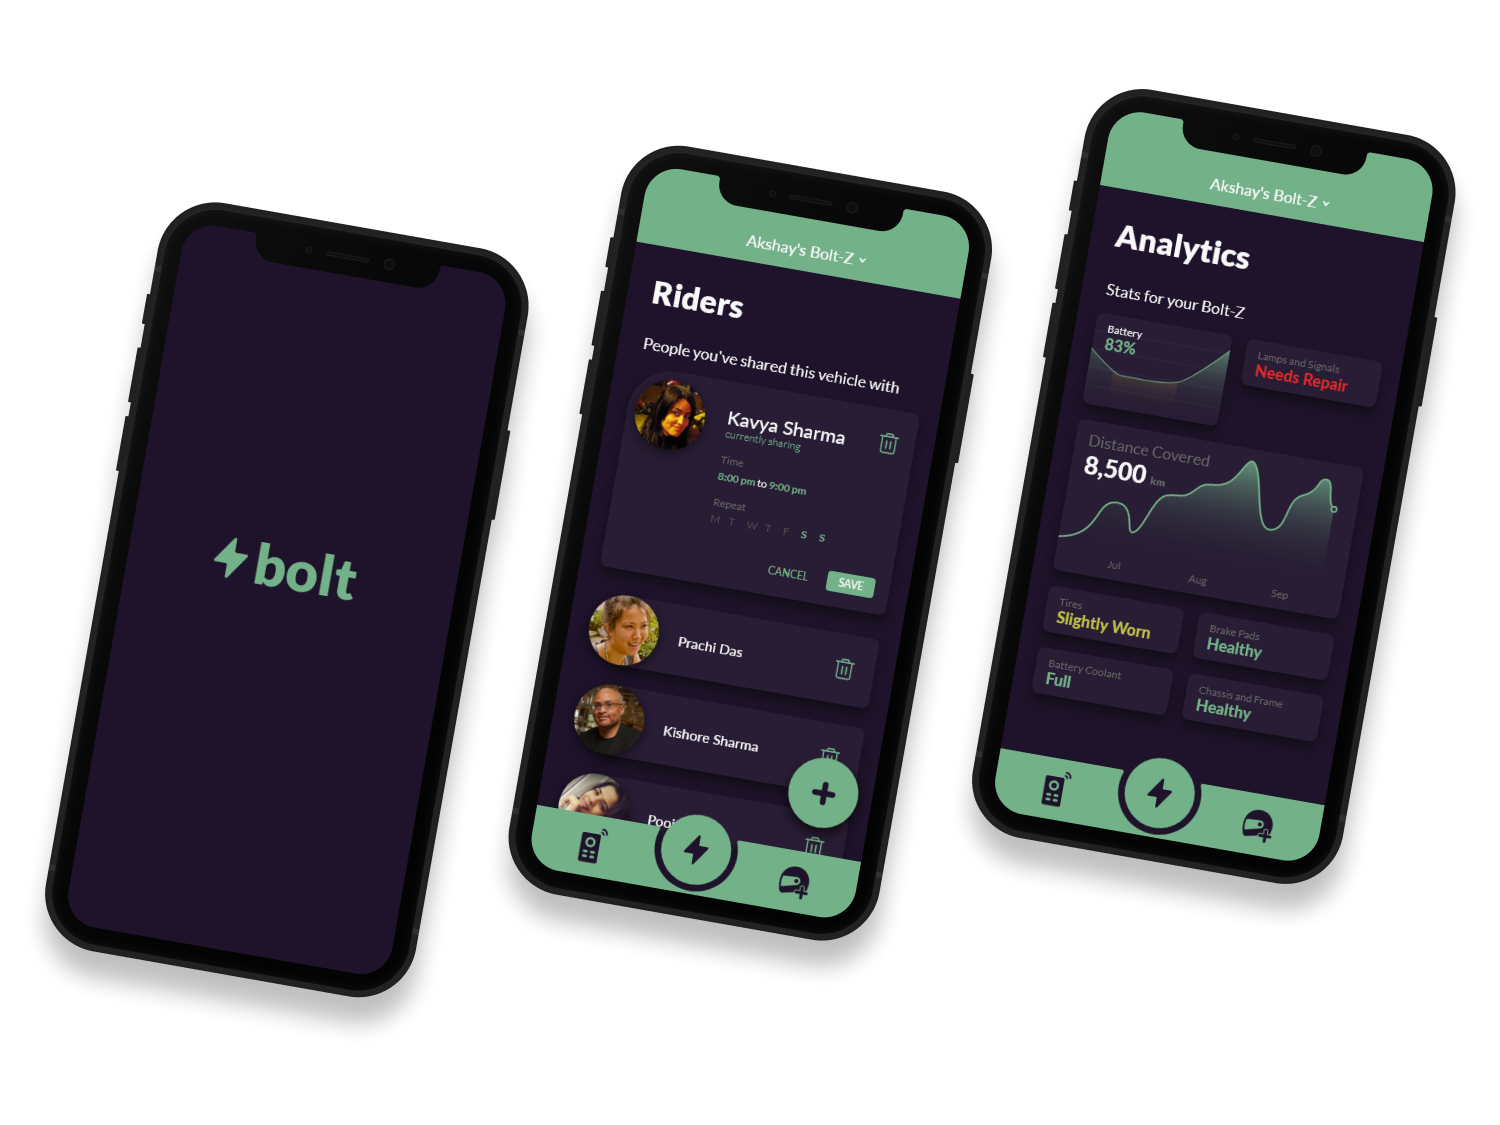 bolt
Akshay's Bolt-Z
Riders
People you've shared this vehicle with
Kavya Sharma
currently sharing
Time
8:00 pm to 9:00 pm
Repeat
M T W T F S S
CANCEL SAVE
Prachi Das
Kishore Sharma
Akshay's Bolt-Z
Analytics
Stats for your Bolt-Z
Battery
83%
Lamps and Signals
Needs Repair
Distance Covered
8,500 km
Jul Aug Sep
Tires
Slightly Worn
Brake Pads
Healthy
Battery Coolant
Full
Chassis and Frame
Healthy